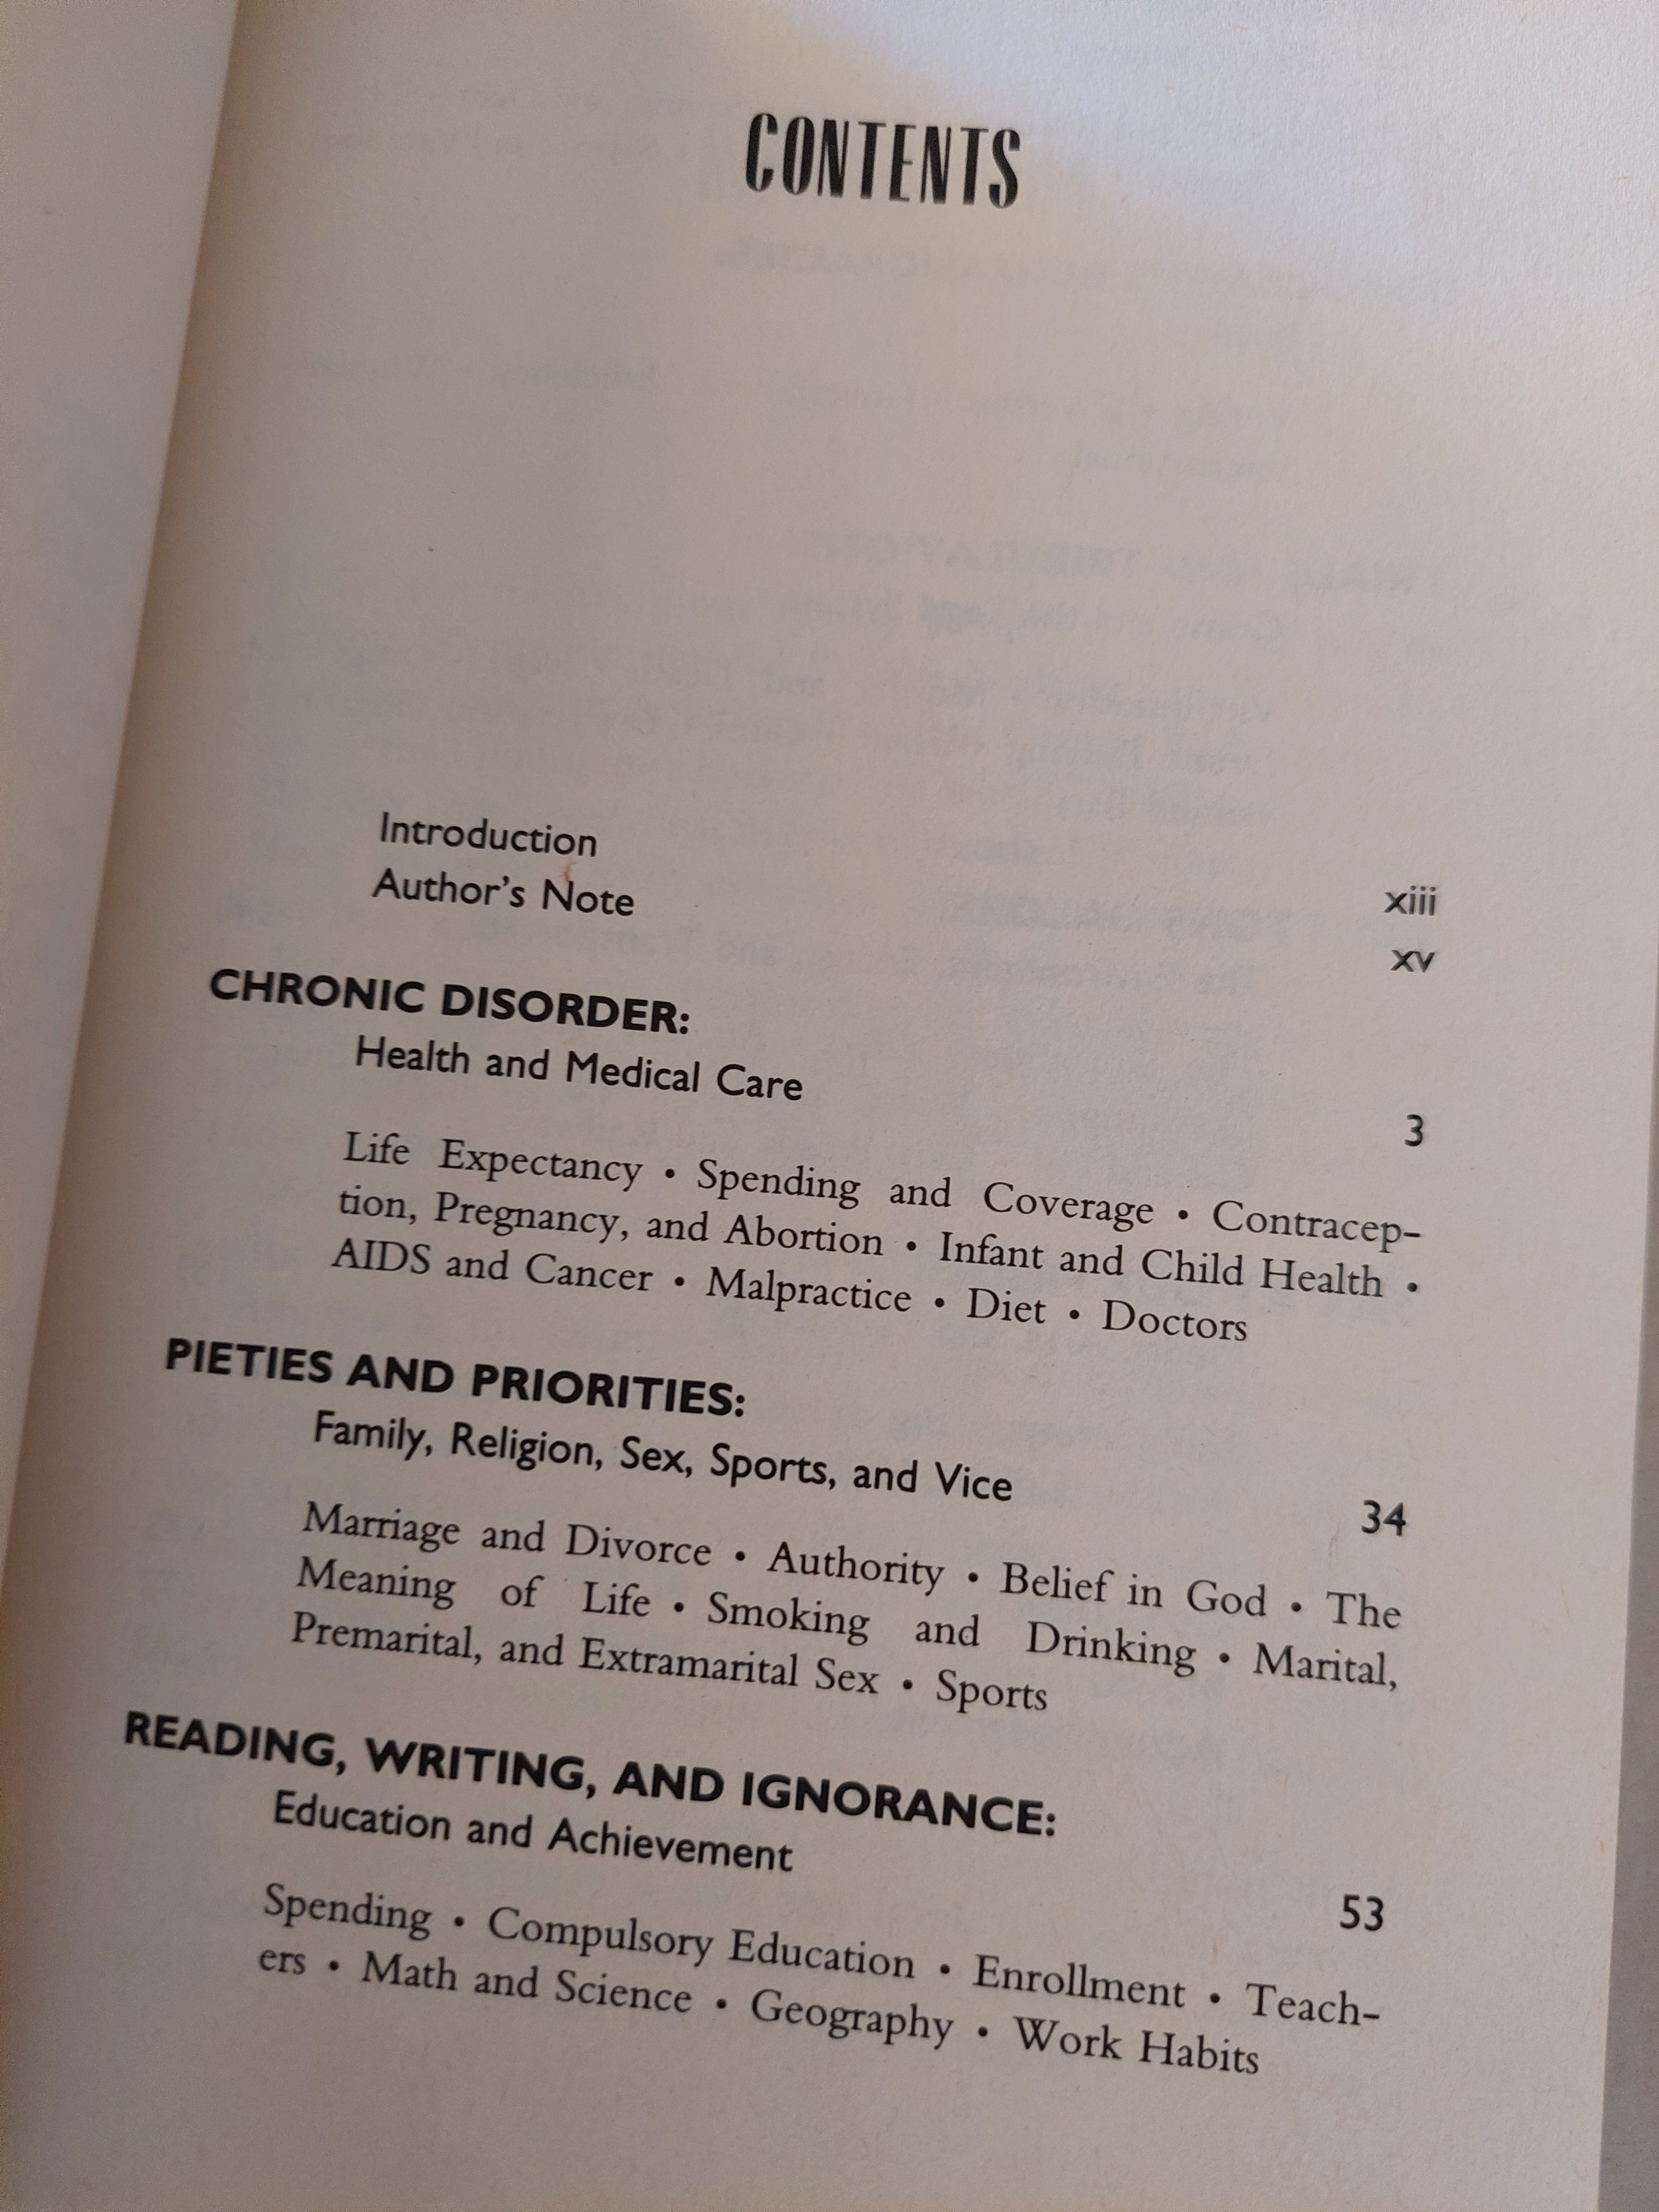 CONTENTS
Introduction xiii
Author's Note xv
CHRONIC DISORDER:
Health and Medical Care 3
Life Expectancy • Spending and Coverage • Contracep-
tion, Pregnancy, and Abortion • Infant and Child Health •
AIDS and Cancer • Malpractice • Diet • Doctors
PIETIES AND PRIORITIES:
Family, Religion, Sex, Sports, and Vice 34
Marriage and Divorce • Authority • Belief in God • The
Meaning of Life • Smoking and Drinking • Marital,
Premarital, and Extramarital Sex • Sports
READING, WRITING, AND IGNORANCE:
Education and Achievement 53
Spending • Compulsory Education • Enrollment • Teach-
ers • Math and Science • Geography • Work Habits